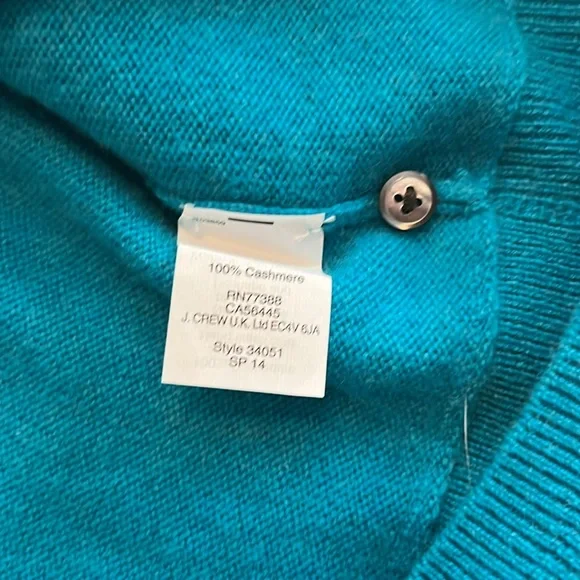 100% Cashmere
RN77388
CA56445
J. CREW U.K. Ltd EC4V 6JA
Style 34051
SP 14